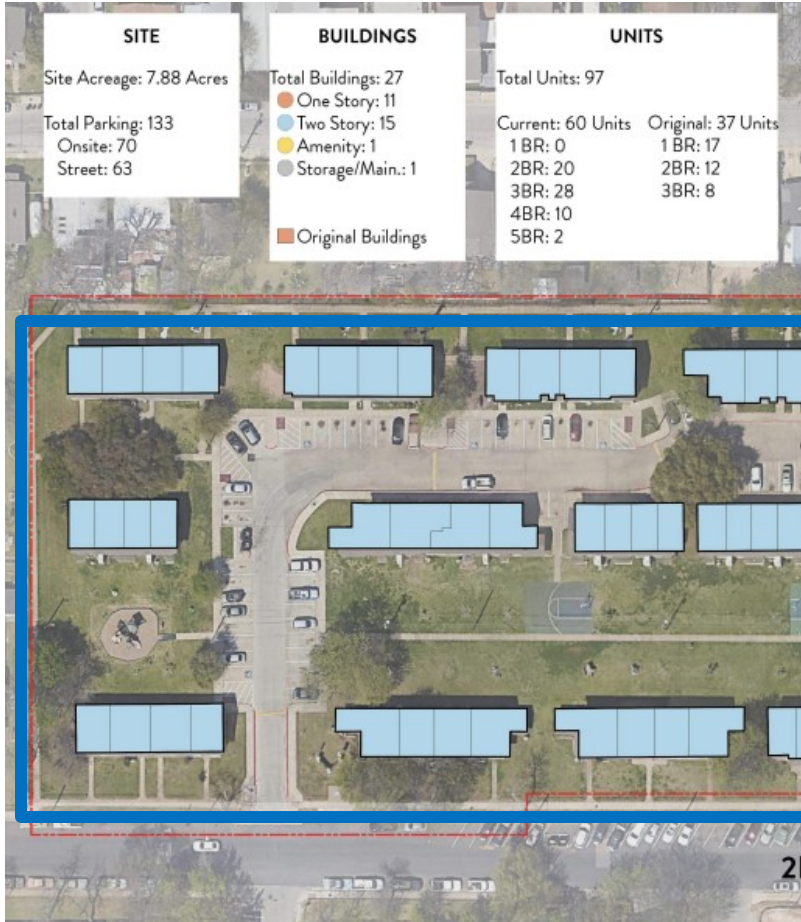 SITE
Site Acreage: 7.88 Acres
Total Parking: 133
Onsite: 70
Street: 63
BUILDINGS
Total Buildings: 27
One Story: 11
Two Story: 15
Amenity: 1
Storage/Main.: 1
Original Buildings
UNITS
Total Units: 97
Current: 60 Units
1 BR: 0
2BR: 20
3BR: 28
4BR: 10
5BR: 2
Original: 37 Units
1 BR: 17
2BR: 12
3BR: 8